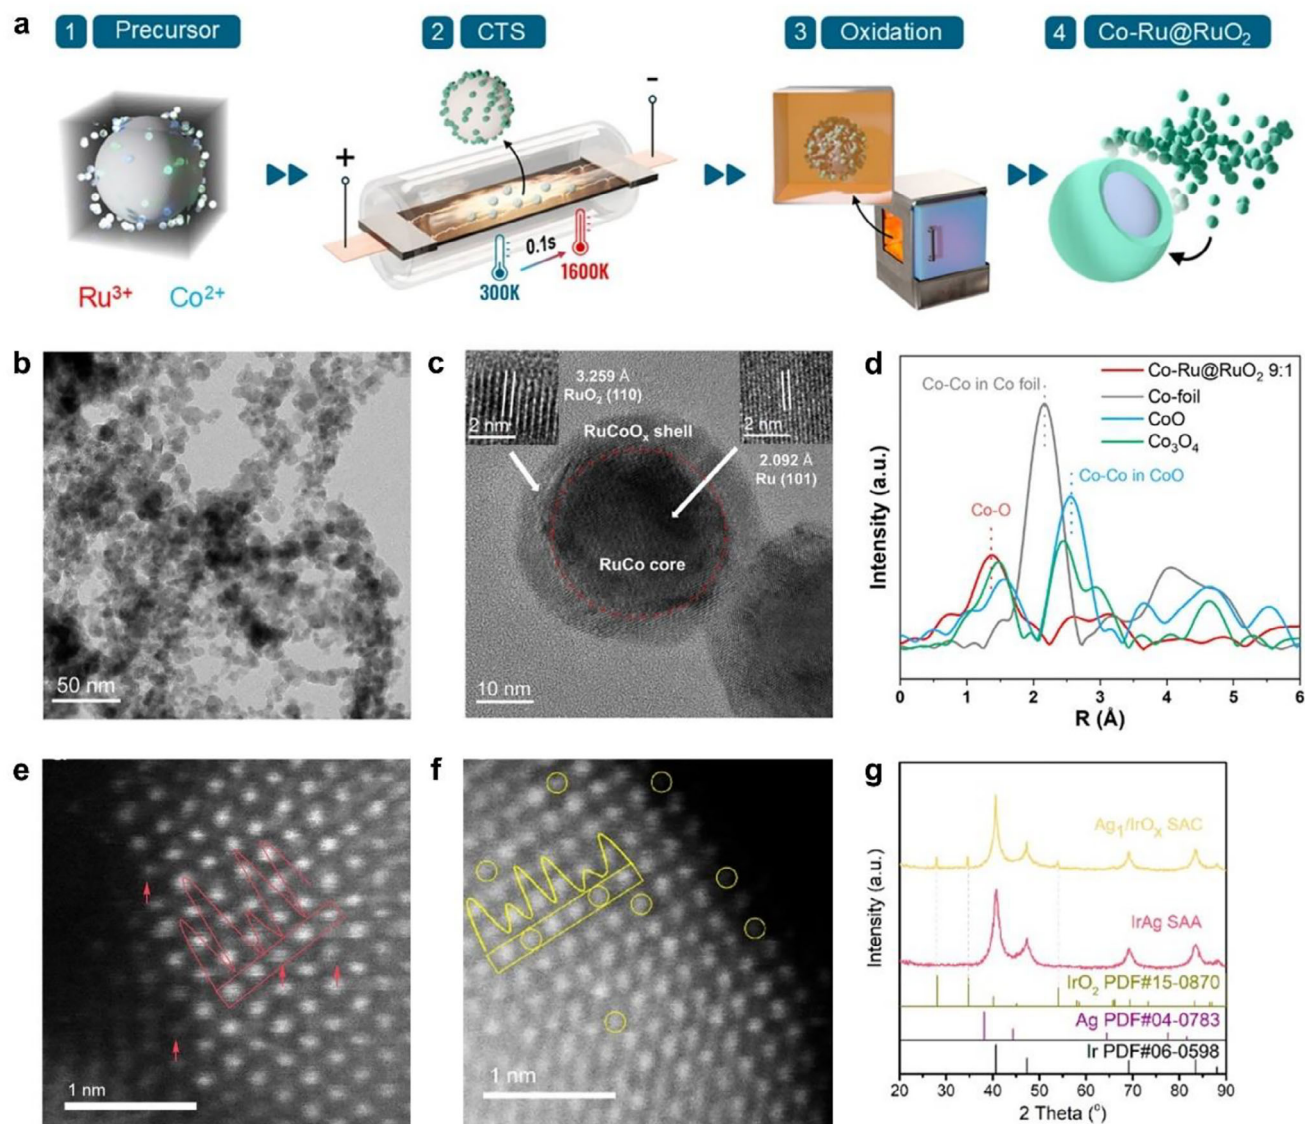 a
1 Precursor
2 CTS
3 Oxidation
4 Co-Ru@RuO₂
+
-
0.1s
300K
1600K
Ru³⁺ Co²⁺
b
50 nm
c
3.259 Å
RuO₂ (110)
2 nm
RuCoOₓ shell
2 nm
2.092 Å
Ru (101)
RuCo core
10 nm
d
Co-Ru@RuO₂ 9:1
Co-foil
CoO
Co₃O₄
Co-Co in Co foil
Co-Co in CoO
Co-O
Intensity (a.u.)
0 1 2 3 4 5 6
R (Å)
e
1 nm
f
1 nm
g
Ag₁/IrOₓ SAC
IrAg SAA
IrO₂ PDF#15-0870
Ag PDF#04-0783
Ir PDF#06-0598
Intensity (a.u.)
20 30 40 50 60 70 80 90
2 Theta (°)